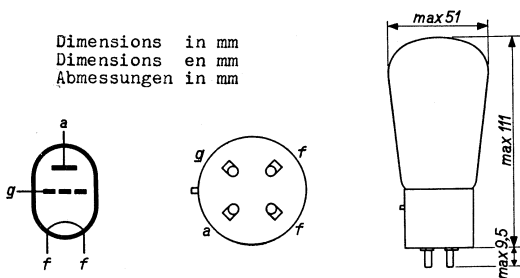 Dimensions in mm
Dimensions en mm
Abmessungen in mm
max 51
a
g
f f
g f
a f
max 111
max 9,5